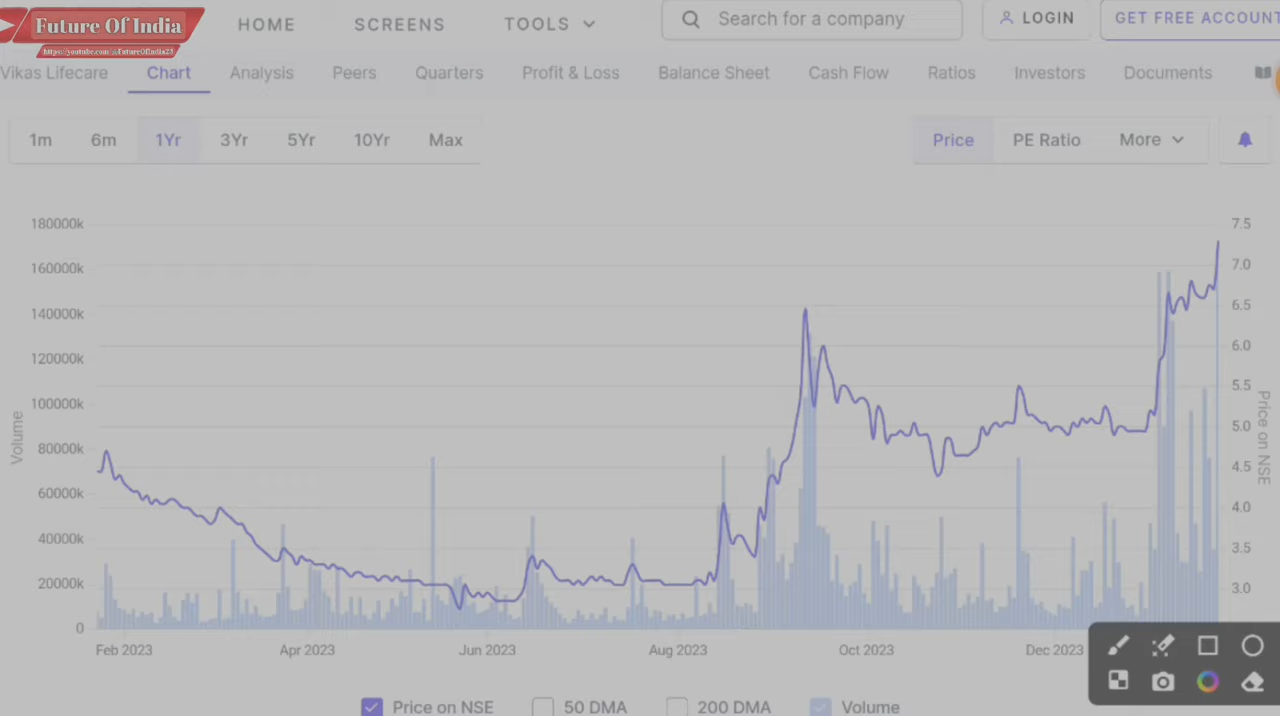 Future Of India
https://youtube.com/@FutureOfIndia23
HOME SCREENS TOOLS
Search for a company
LOGIN
GET FREE ACCOUNT
Vikas Lifecare Chart Analysis Peers Quarters Profit & Loss Balance Sheet Cash Flow Ratios Investors Documents
1m 6m 1Yr 3Yr 5Yr 10Yr Max
Price PE Ratio More
180000k
160000k
140000k
120000k
100000k
80000k
60000k
40000k
20000k
0
Volume
7.5
7.0
6.5
6.0
5.5
5.0
4.5
4.0
3.5
3.0
Price on NSE
Feb 2023 Apr 2023 Jun 2023 Aug 2023 Oct 2023 Dec 2023
Price on NSE 50 DMA 200 DMA Volume